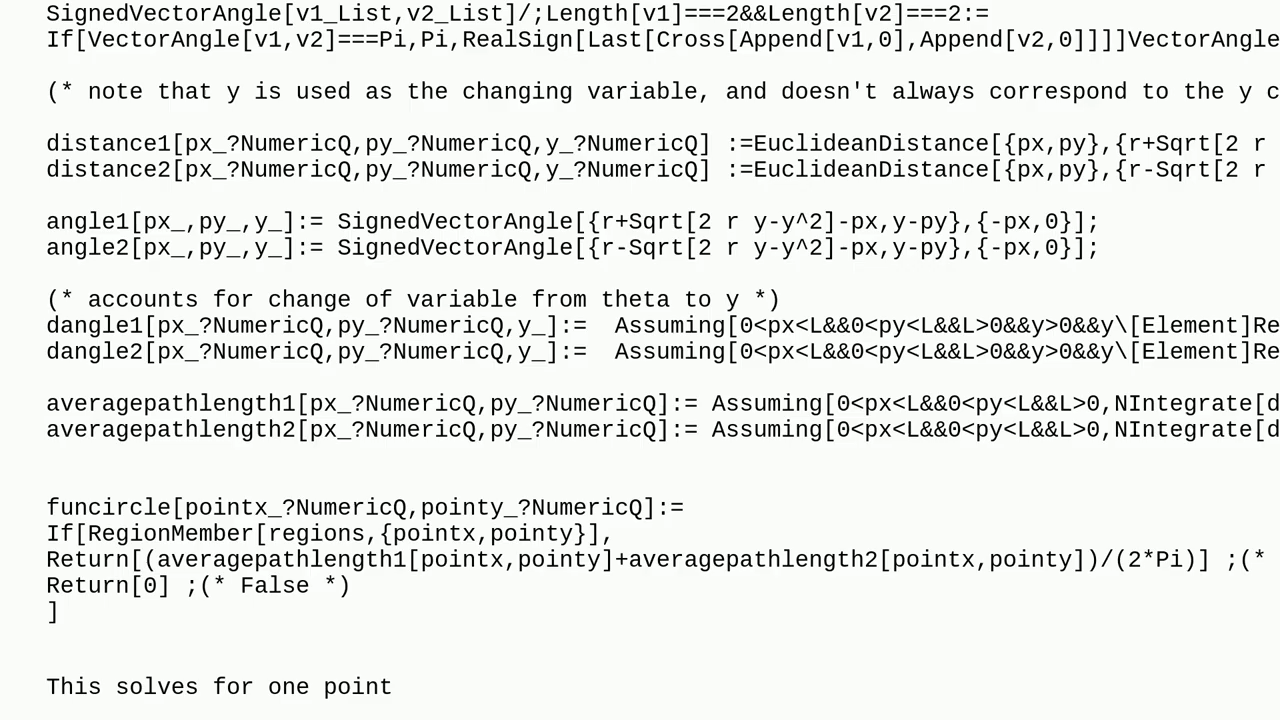 SignedVectorAngle[v1_List,v2_List]/;Length[v1]===2&&Length[v2]===2:=
If[VectorAngle[v1,v2]===Pi,Pi,RealSign[Last[Cross[Append[v1,0],Append[v2,0]]]]VectorAngle
(* note that y is used as the changing variable, and doesn't always correspond to the y c
distance1[px_?NumericQ,py_?NumericQ,y_?NumericQ] :=EuclideanDistance[{px,py},{r+Sqrt[2 r
distance2[px_?NumericQ,py_?NumericQ,y_?NumericQ] :=EuclideanDistance[{px,py},{r-Sqrt[2 r
angle1[px_,py_,y_]:= SignedVectorAngle[{r+Sqrt[2 r y-y^2]-px,y-py},{-px,0}];
angle2[px_,py_,y_]:= SignedVectorAngle[{r-Sqrt[2 r y-y^2]-px,y-py},{-px,0}];
(* accounts for change of variable from theta to y *)
dangle1[px_?NumericQ,py_?NumericQ,y_]:=  Assuming[0<px<L&&0<py<L&&L>0&&y>0&&y\[Element]Re
dangle2[px_?NumericQ,py_?NumericQ,y_]:=  Assuming[0<px<L&&0<py<L&&L>0&&y>0&&y\[Element]Re
averagepathlength1[px_?NumericQ,py_?NumericQ]:= Assuming[0<px<L&&0<py<L&&L>0,NIntegrate[d
averagepathlength2[px_?NumericQ,py_?NumericQ]:= Assuming[0<px<L&&0<py<L&&L>0,NIntegrate[d
funcircle[pointx_?NumericQ,pointy_?NumericQ]:=
If[RegionMember[regions,{pointx,pointy}],
Return[(averagepathlength1[pointx,pointy]+averagepathlength2[pointx,pointy])/(2*Pi)] ;(*
Return[0] ;(* False *)
]
This solves for one point